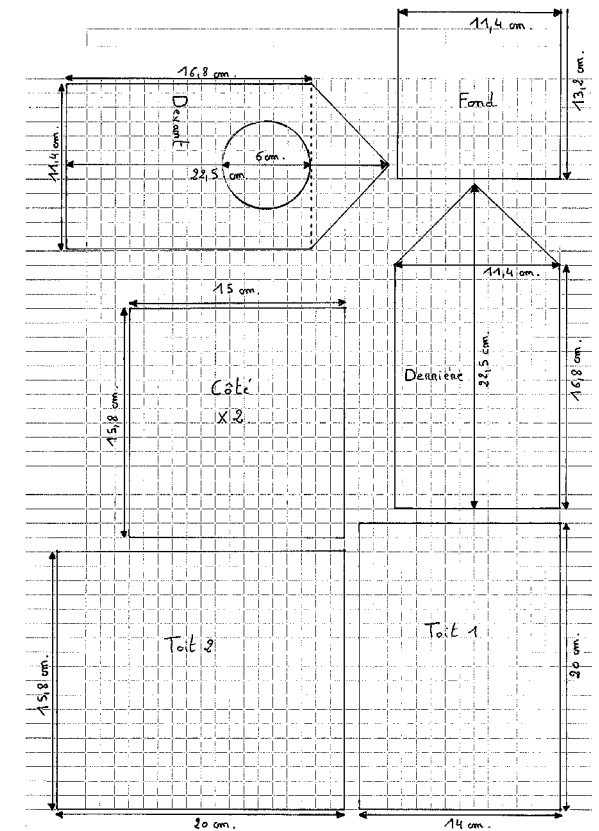 11,4 cm.
16,8 cm.
13,8 cm.
Fond
Devant
11,4 cm.
6 cm.
22,5 cm.
11,4 cm.
15 cm.
22,5 cm.
Derrière
16,8 cm.
Côté
X 2
15,8 cm.
Toit 1
Toit 2
20 cm.
15,8 cm.
20 cm.
14 cm.